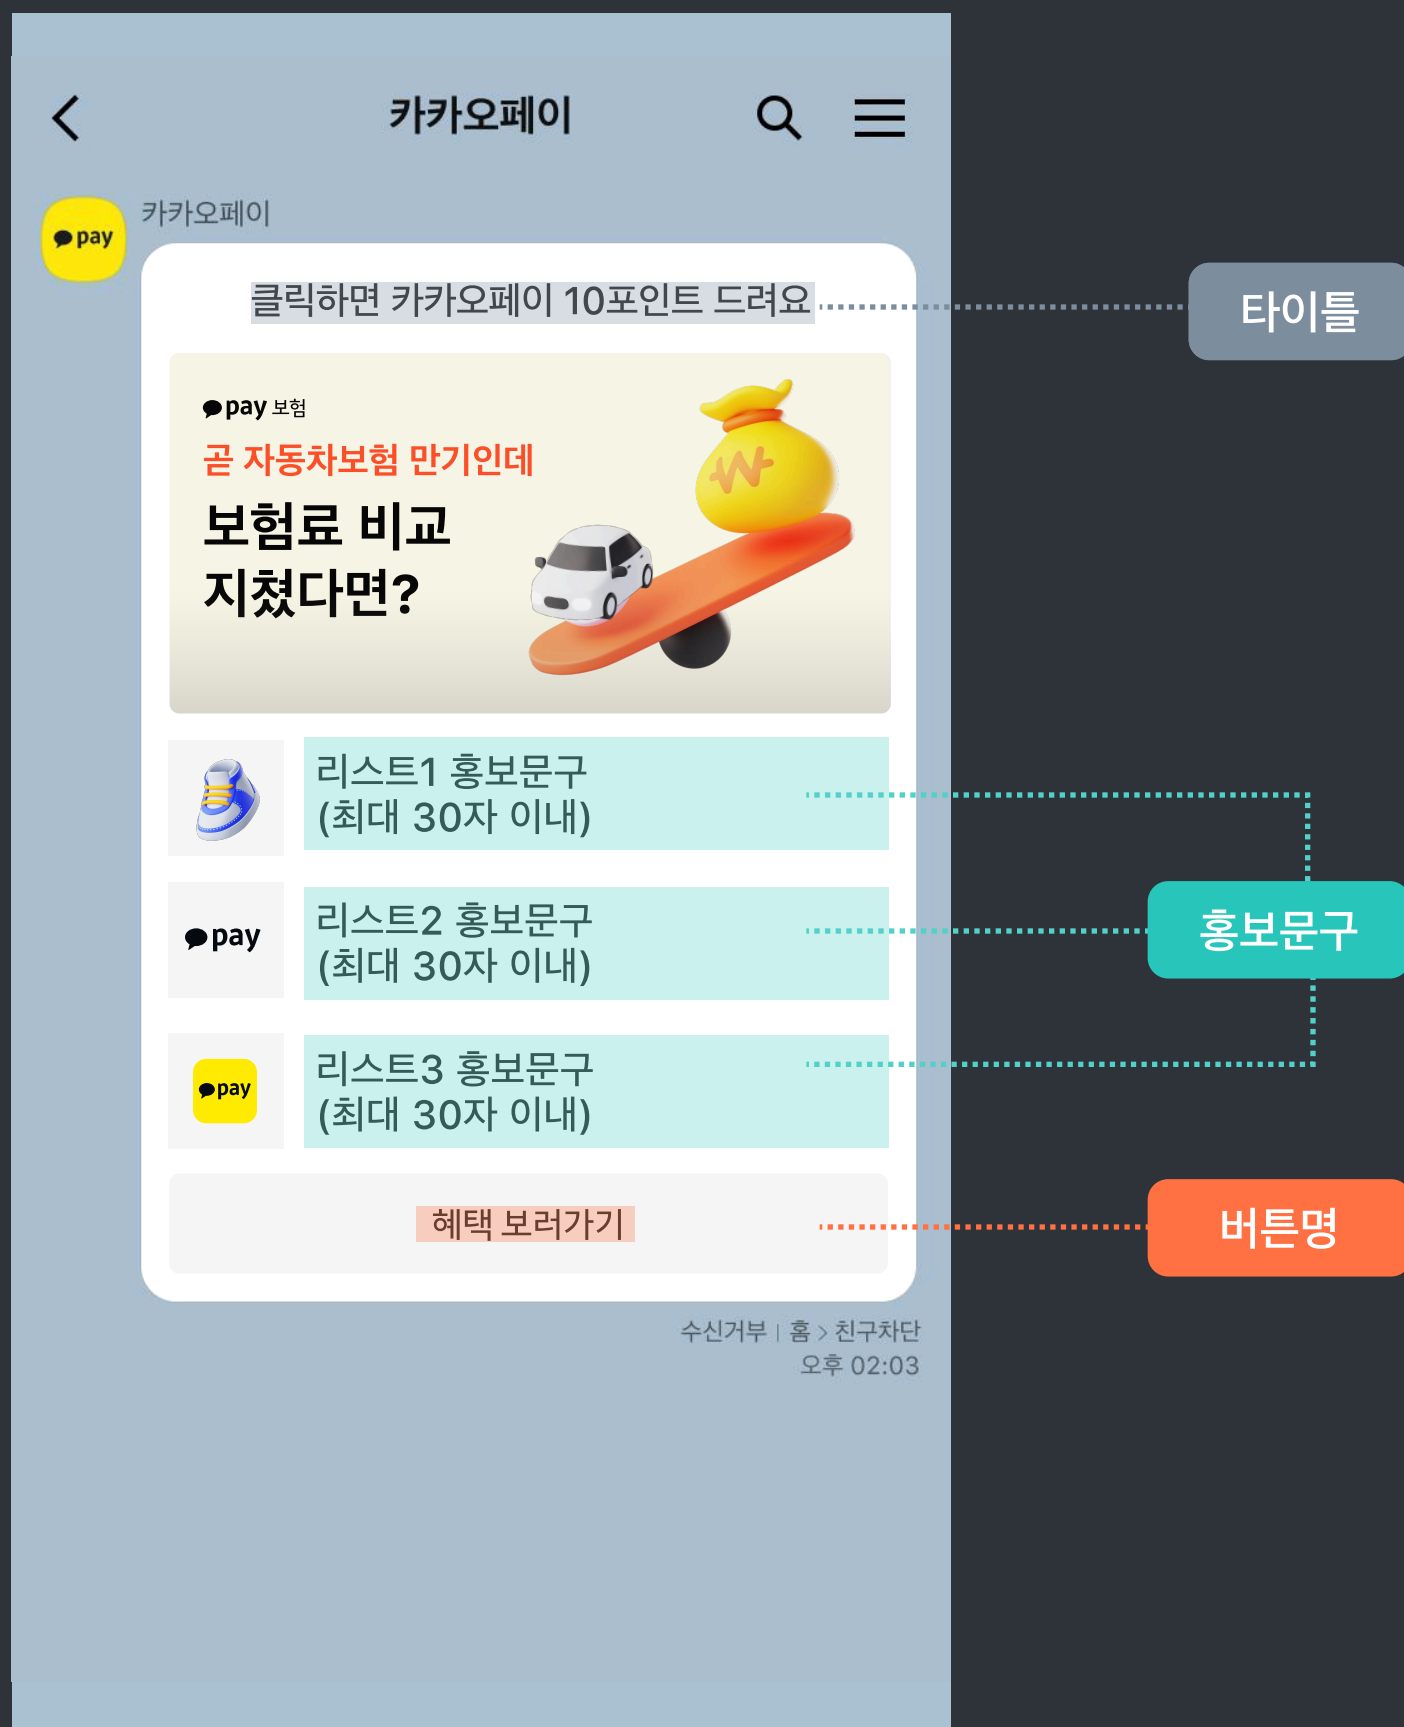 카카오페이
카카오페이
pay
클릭하면 카카오페이 10포인트 드려요
타이틀
pay 보험
곧 자동차보험 만기인데
보험료 비교
지쳤다면?
리스트1 홍보문구
(최대 30자 이내)
pay
리스트2 홍보문구
(최대 30자 이내)
홍보문구
pay
리스트3 홍보문구
(최대 30자 이내)
혜택 보러가기
버튼명
수신거부 | 홈 > 친구차단
오후 02:03